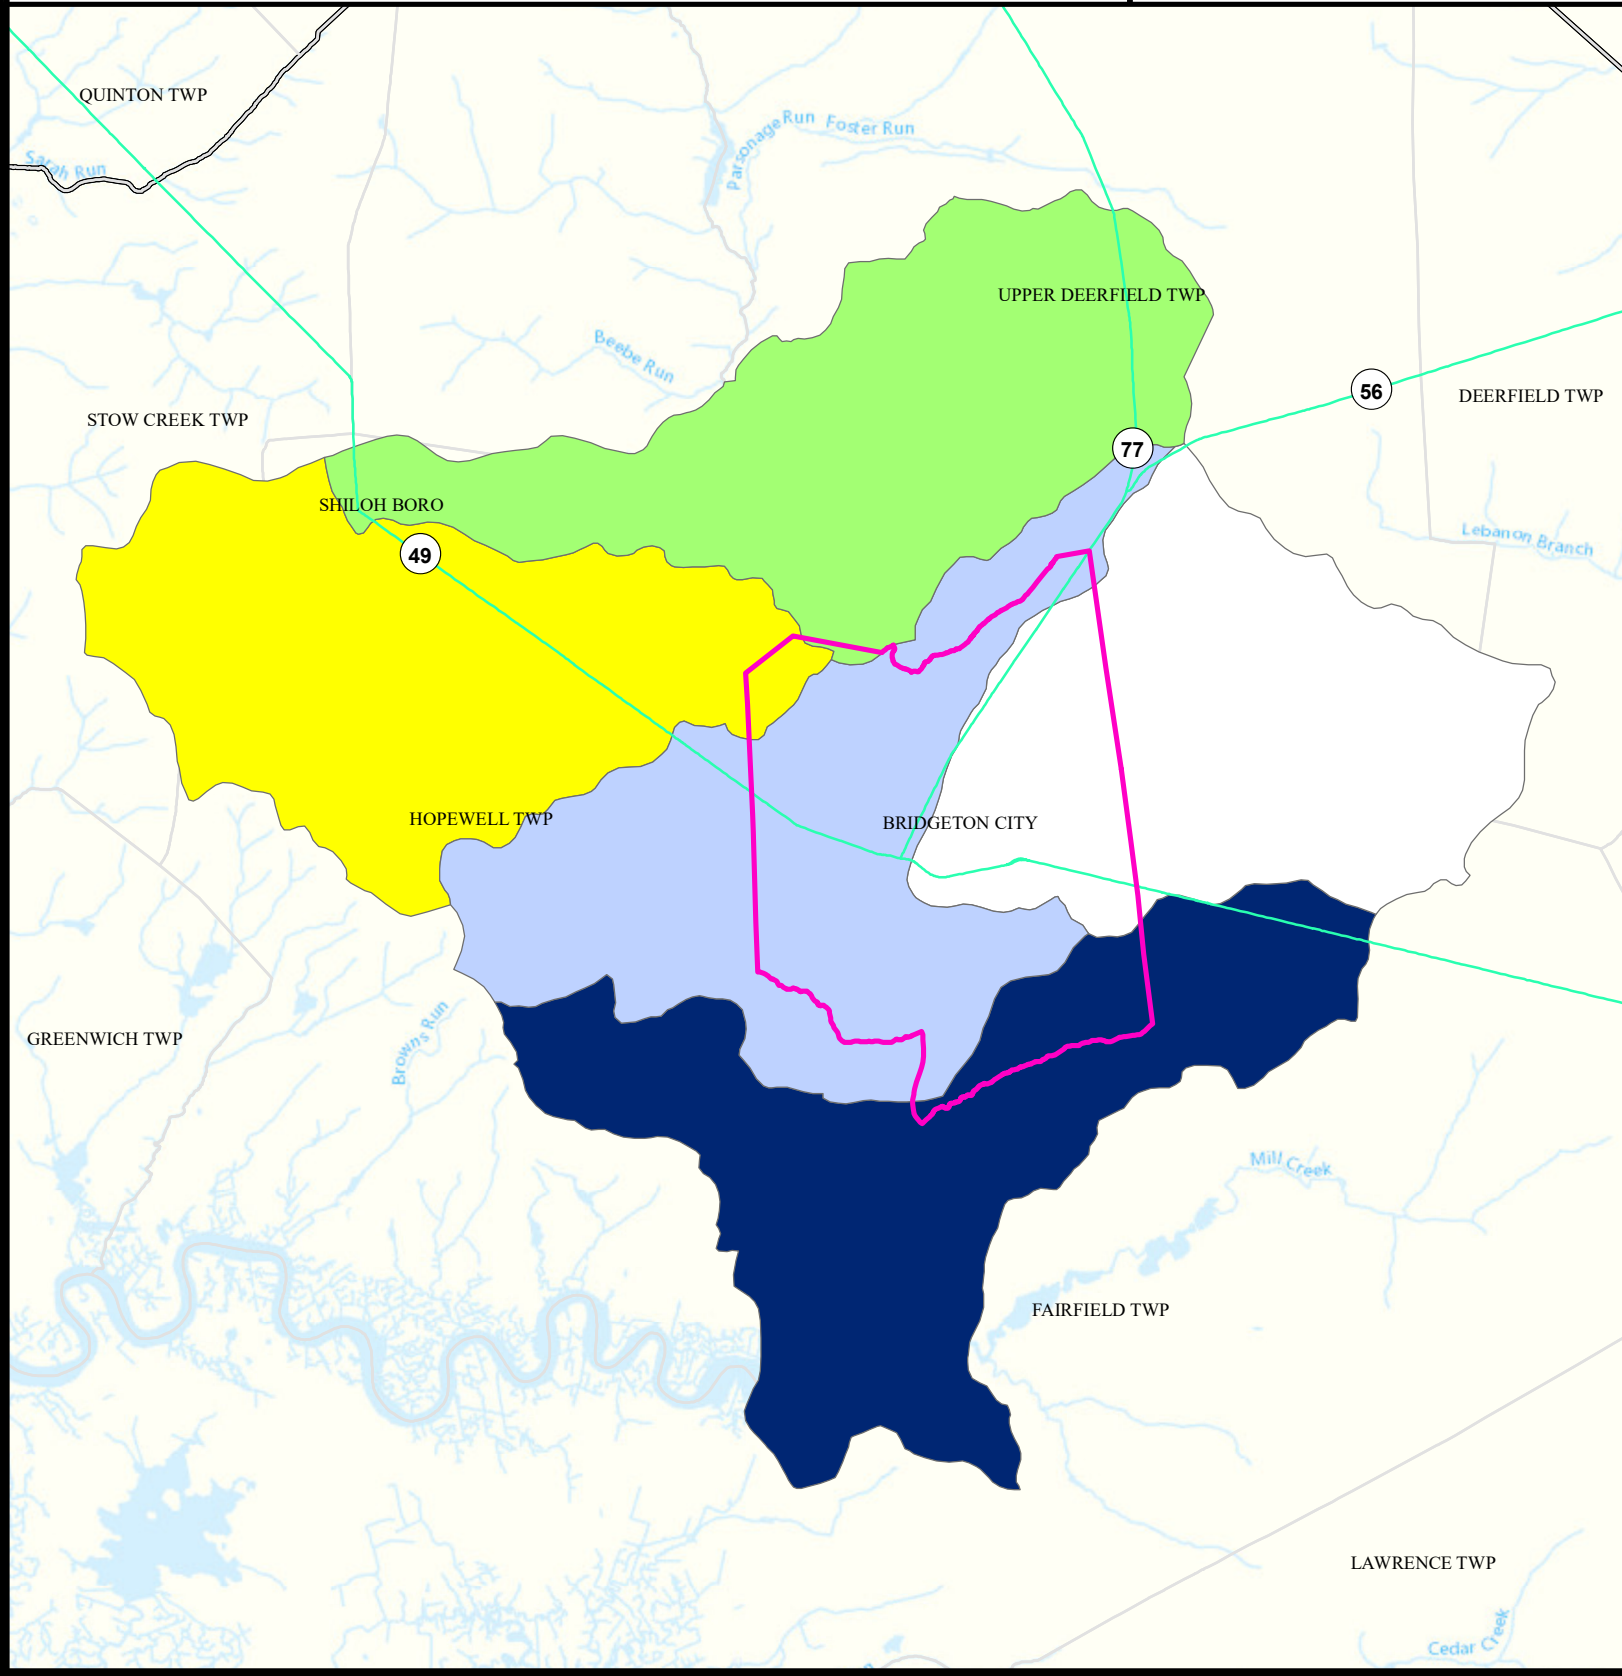 QUINTON TWP
Sarah Run
Parsonage Run
Foster Run
UPPER DEERFIELD TWP
Beebe Run
56
DEERFIELD TWP
STOW CREEK TWP
77
SHILOH BORO
49
Lebanon Branch
HOPEWELL TWP
BRIDGETON CITY
GREENWICH TWP
Browns Run
Mill Creek
FAIRFIELD TWP
LAWRENCE TWP
Cedar Creek